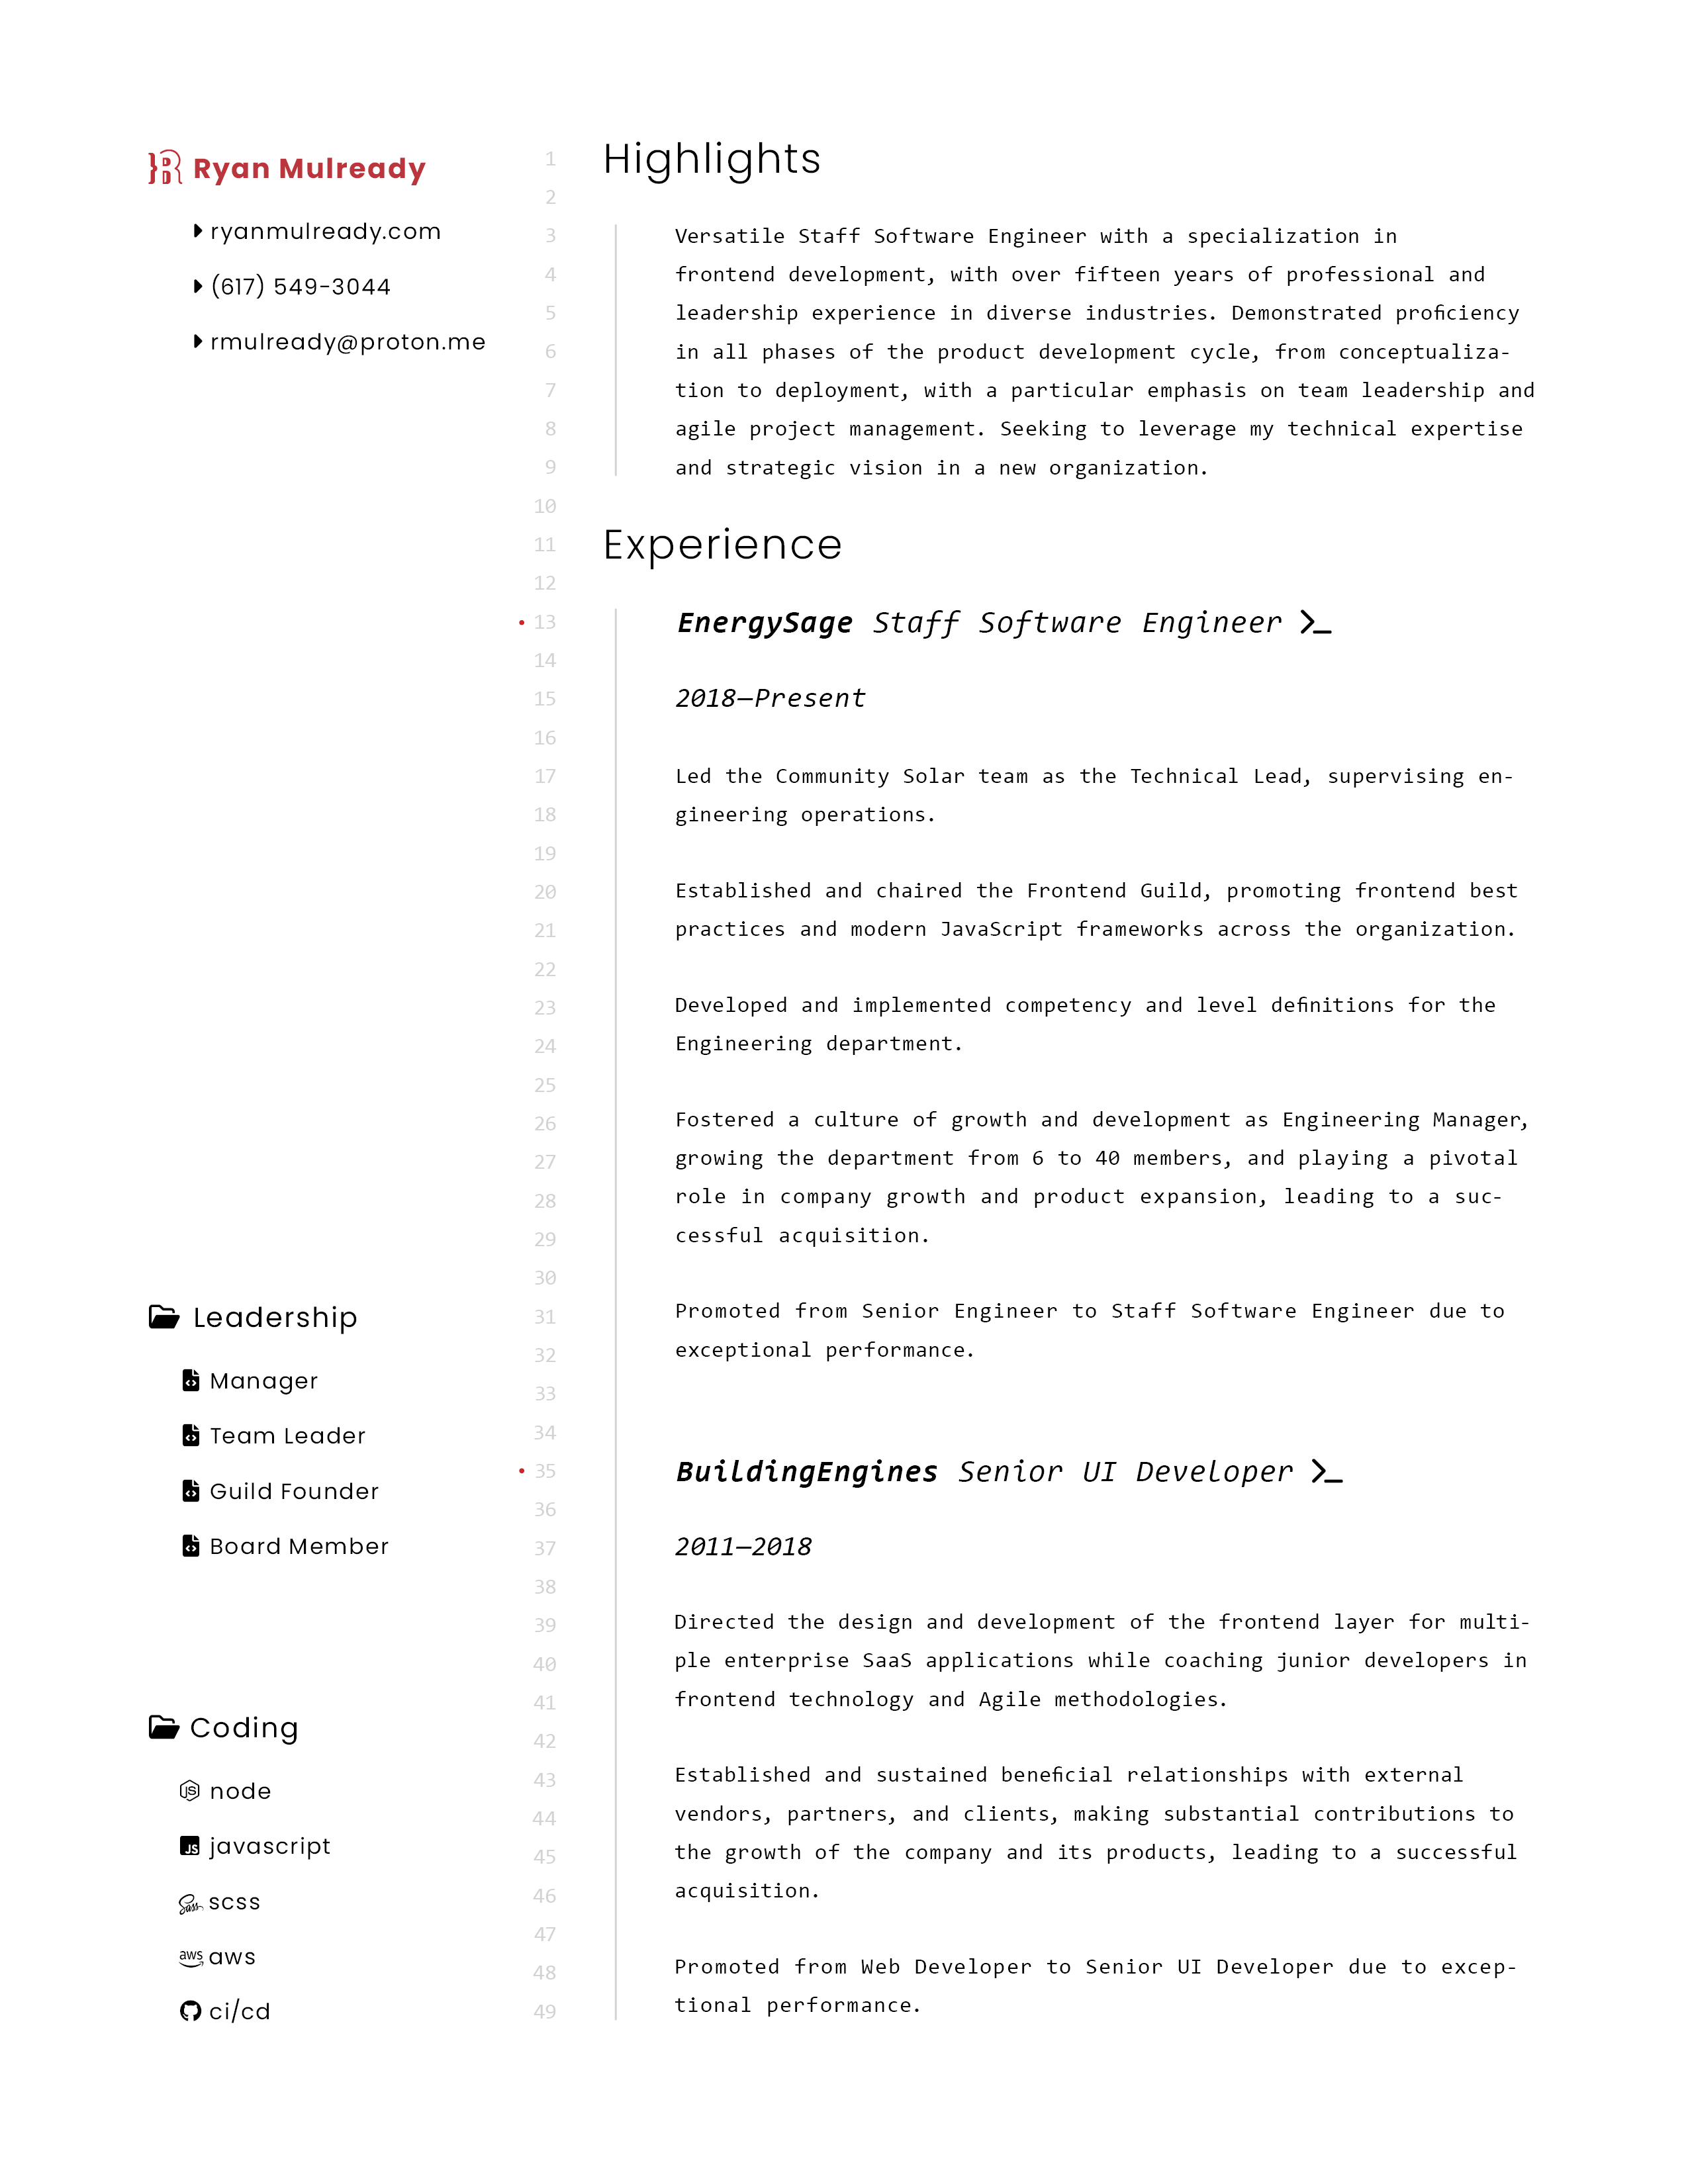 Ryan Mulready
ryanmulready.com
(617) 549-3044
rmulready@proton.me
Leadership
Manager
Team Leader
Guild Founder
Board Member
Coding
node
javascript
scss
aws
ci/cd
1 Highlights
2
3 Versatile Staff Software Engineer with a specialization in
4 frontend development, with over fifteen years of professional and
5 leadership experience in diverse industries. Demonstrated proficiency
6 in all phases of the product development cycle, from conceptualiza-
7 tion to deployment, with a particular emphasis on team leadership and
8 agile project management. Seeking to leverage my technical expertise
9 and strategic vision in a new organization.
10
11 Experience
12
13 EnergySage Staff Software Engineer >_
14
15 2018—Present
16
17 Led the Community Solar team as the Technical Lead, supervising en-
18 gineering operations.
19
20 Established and chaired the Frontend Guild, promoting frontend best
21 practices and modern JavaScript frameworks across the organization.
22
23 Developed and implemented competency and level definitions for the
24 Engineering department.
25
26 Fostered a culture of growth and development as Engineering Manager,
27 growing the department from 6 to 40 members, and playing a pivotal
28 role in company growth and product expansion, leading to a suc-
29 cessful acquisition.
30
31 Promoted from Senior Engineer to Staff Software Engineer due to
32 exceptional performance.
33
34
35 BuildingEngines Senior UI Developer >_
36
37 2011—2018
38
39 Directed the design and development of the frontend layer for multi-
40 ple enterprise SaaS applications while coaching junior developers in
41 frontend technology and Agile methodologies.
42
43 Established and sustained beneficial relationships with external
44 vendors, partners, and clients, making substantial contributions to
45 the growth of the company and its products, leading to a successful
46 acquisition.
47
48 Promoted from Web Developer to Senior UI Developer due to excep-
49 tional performance.